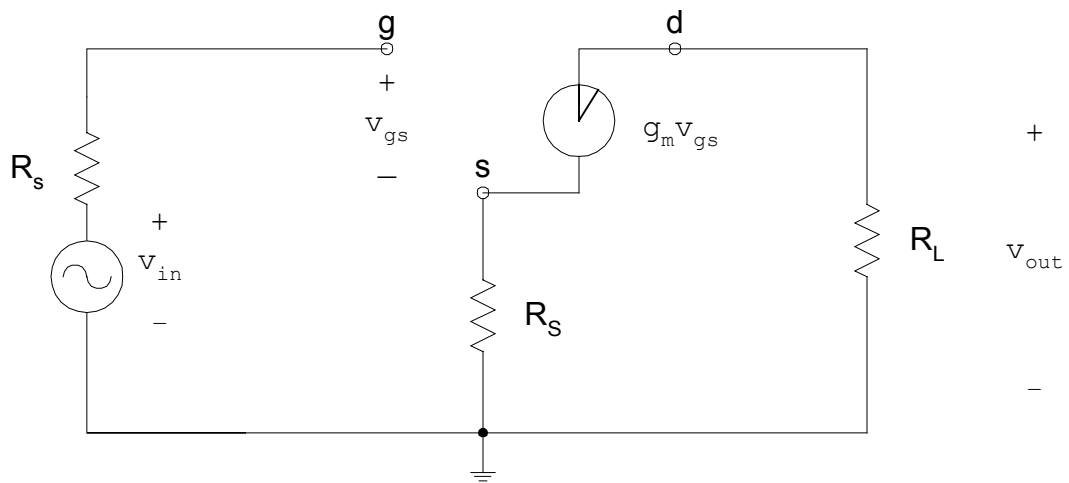 g
d
+
v_gs
−
g_m v_gs
+
R_s
s
+
v_in
−
R_L
v_out
R_S
−